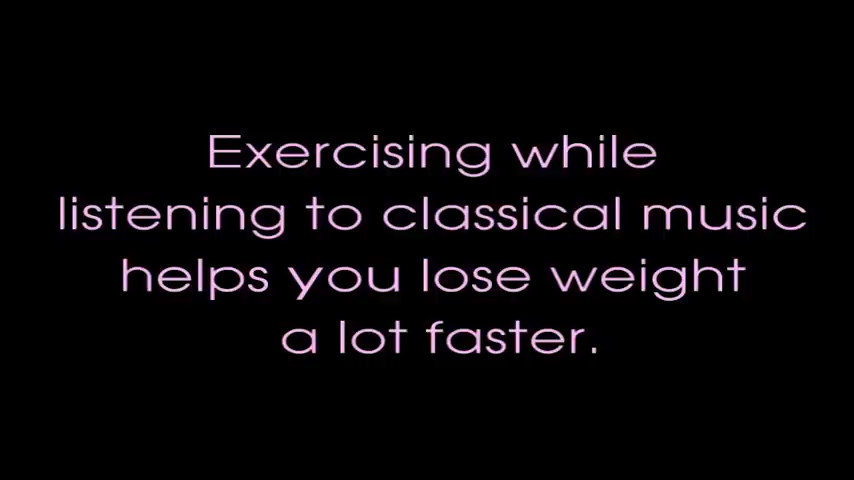 Exercising while
listening to classical music
helps you lose weight
a lot faster.